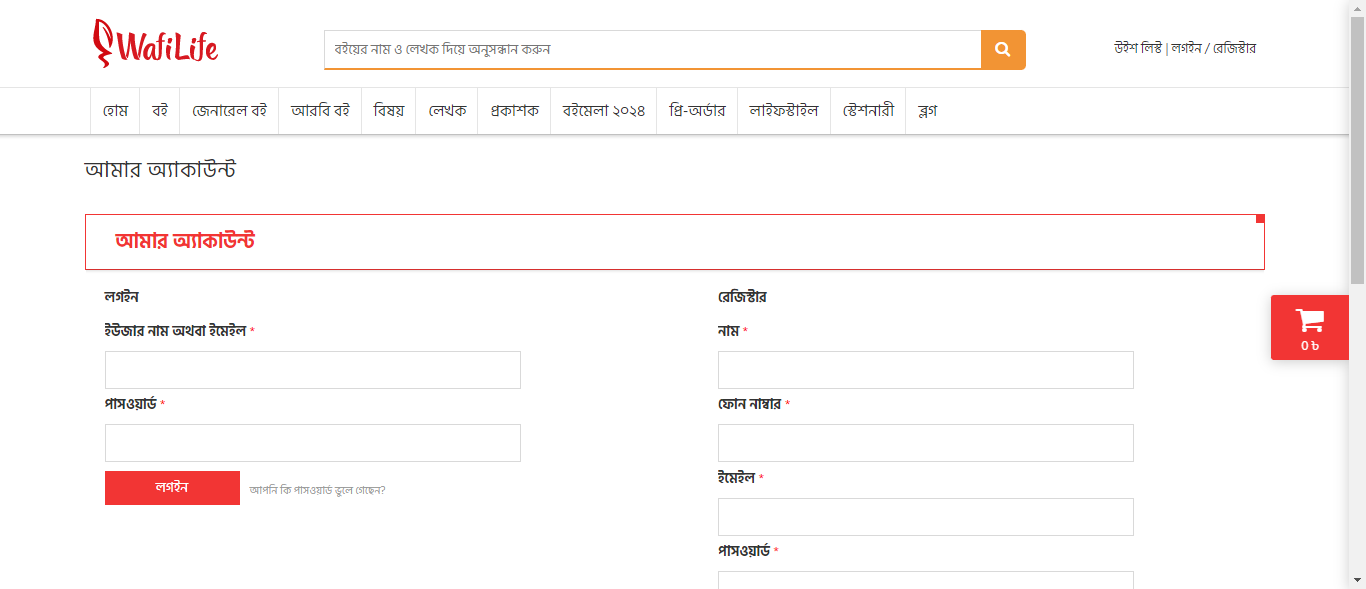 WafiLife
বইয়ের নাম ও লেখক দিয়ে অনুসন্ধান করুন
উইশ লিস্ট | লগইন / রেজিস্টার
হোম বই জেনারেল বই আরবি বই বিষয় লেখক প্রকাশক বইমেলা ২০২৪ প্রি-অর্ডার লাইফস্টাইল স্টেশনারী ব্লগ
আমার অ্যাকাউন্ট
আমার অ্যাকাউন্ট
লগইন
ইউজার নাম অথবা ইমেইল *
পাসওয়ার্ড *
লগইন আপনি কি পাসওয়ার্ড ভুলে গেছেন?
রেজিস্টার
নাম *
ফোন নাম্বার *
ইমেইল *
পাসওয়ার্ড *
0 ৳